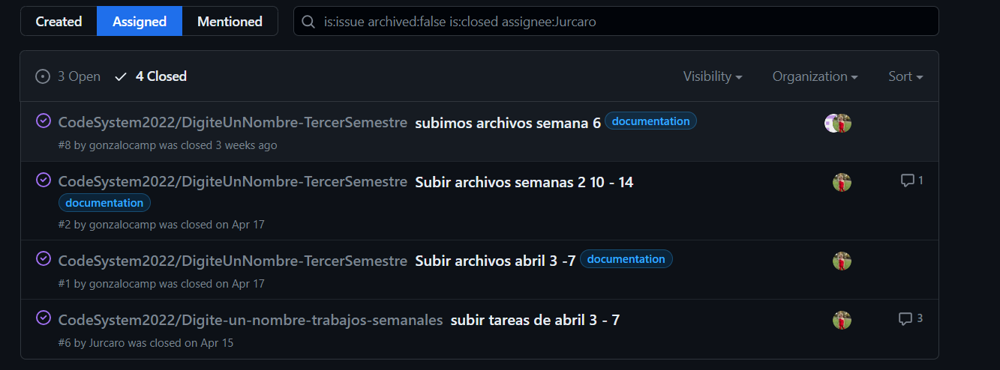 Created Assigned Mentioned is:issue archived:false is:closed assignee:Jurcaro
3 Open 4 Closed Visibility Organization Sort
CodeSystem2022/DigiteUnNombre-TercerSemestre subimos archivos semana 6 documentation
#8 by gonzalocamp was closed 3 weeks ago
CodeSystem2022/DigiteUnNombre-TercerSemestre Subir archivos semanas 2 10 - 14 1
documentation
#2 by gonzalocamp was closed on Apr 17
CodeSystem2022/DigiteUnNombre-TercerSemestre Subir archivos abril 3 -7 documentation
#1 by gonzalocamp was closed on Apr 17
CodeSystem2022/Digite-un-nombre-trabajos-semanales subir tareas de abril 3 - 7 3
#6 by Jurcaro was closed on Apr 15